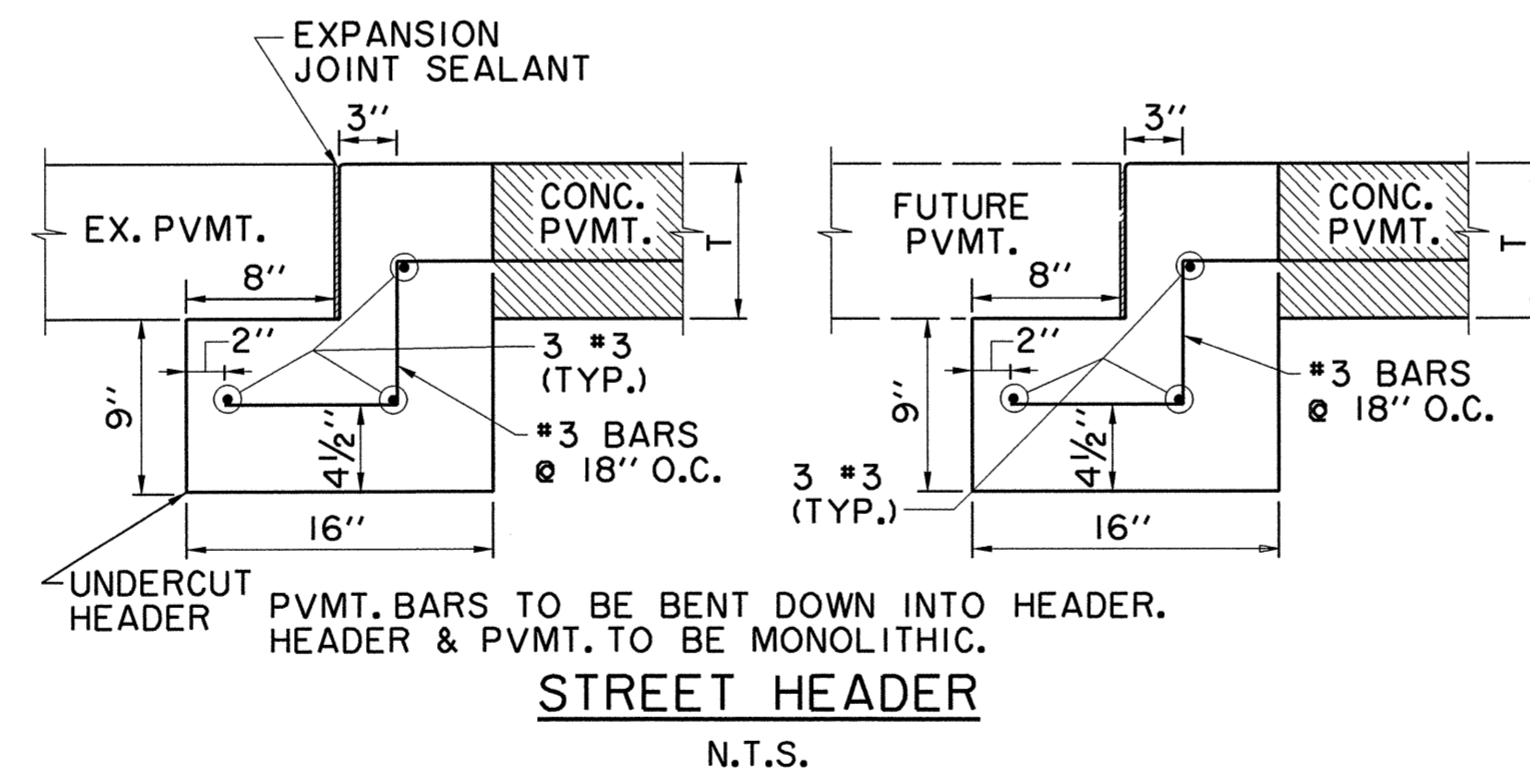 EXPANSION
JOINT SEALANT
3"
EX. PVMT.
8"
CONC.
PVMT.
T
2"
9"
4½"
3 #3
(TYP.)
#3 BARS
@ 18" O.C.
16"
UNDERCUT
HEADER
3"
FUTURE
PVMT.
8"
CONC.
PVMT.
T
2"
9"
4½"
#3 BARS
@ 18" O.C.
3 #3
(TYP.)
16"
PVMT. BARS TO BE BENT DOWN INTO HEADER.
HEADER & PVMT. TO BE MONOLITHIC.
STREET HEADER
N.T.S.